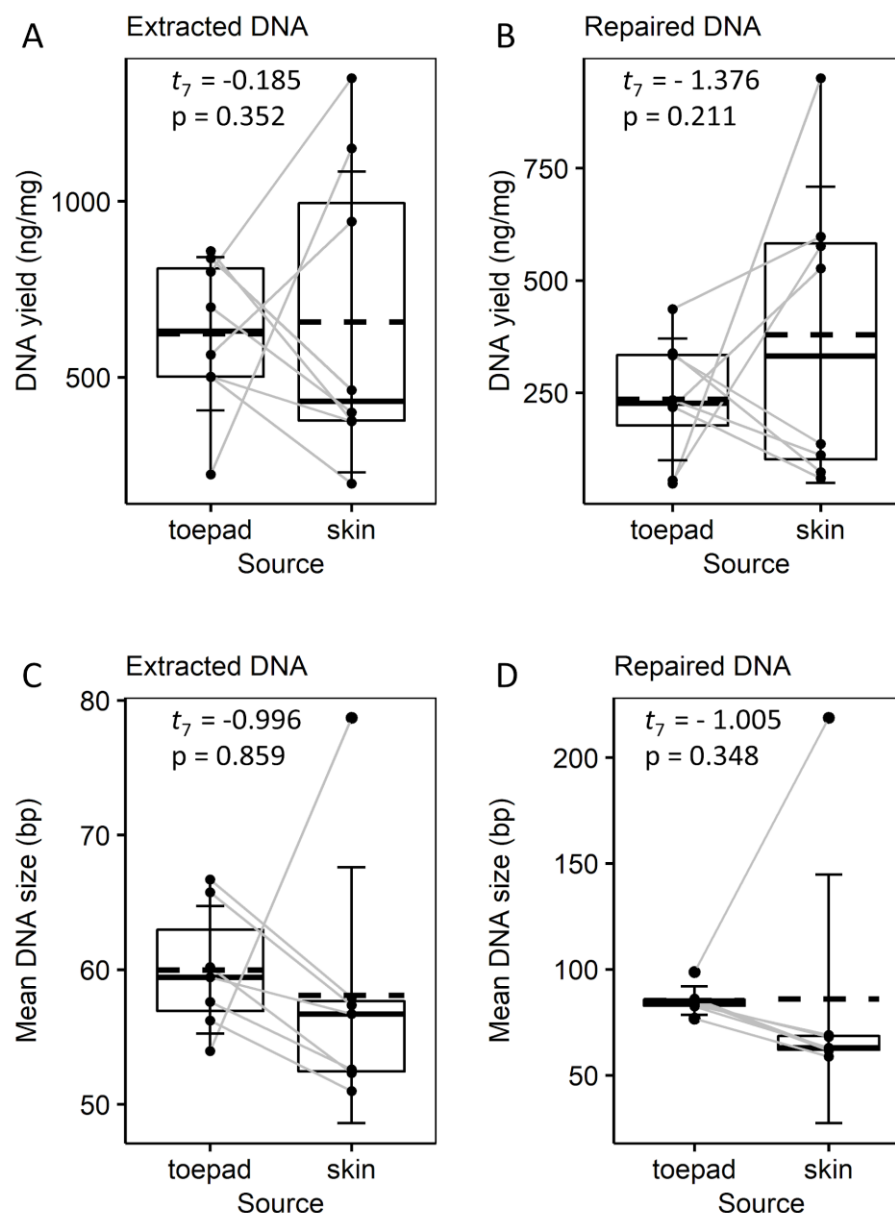 A Extracted DNA
t₇ = -0.185
p = 0.352
1000
500
DNA yield (ng/mg)
toepad skin
Source
B Repaired DNA
t₇ = - 1.376
p = 0.211
750
500
250
DNA yield (ng/mg)
toepad skin
Source
C Extracted DNA
t₇ = -0.996
p = 0.859
80
70
60
50
Mean DNA size (bp)
toepad skin
Source
D Repaired DNA
t₇ = - 1.005
p = 0.348
200
150
100
50
Mean DNA size (bp)
toepad skin
Source